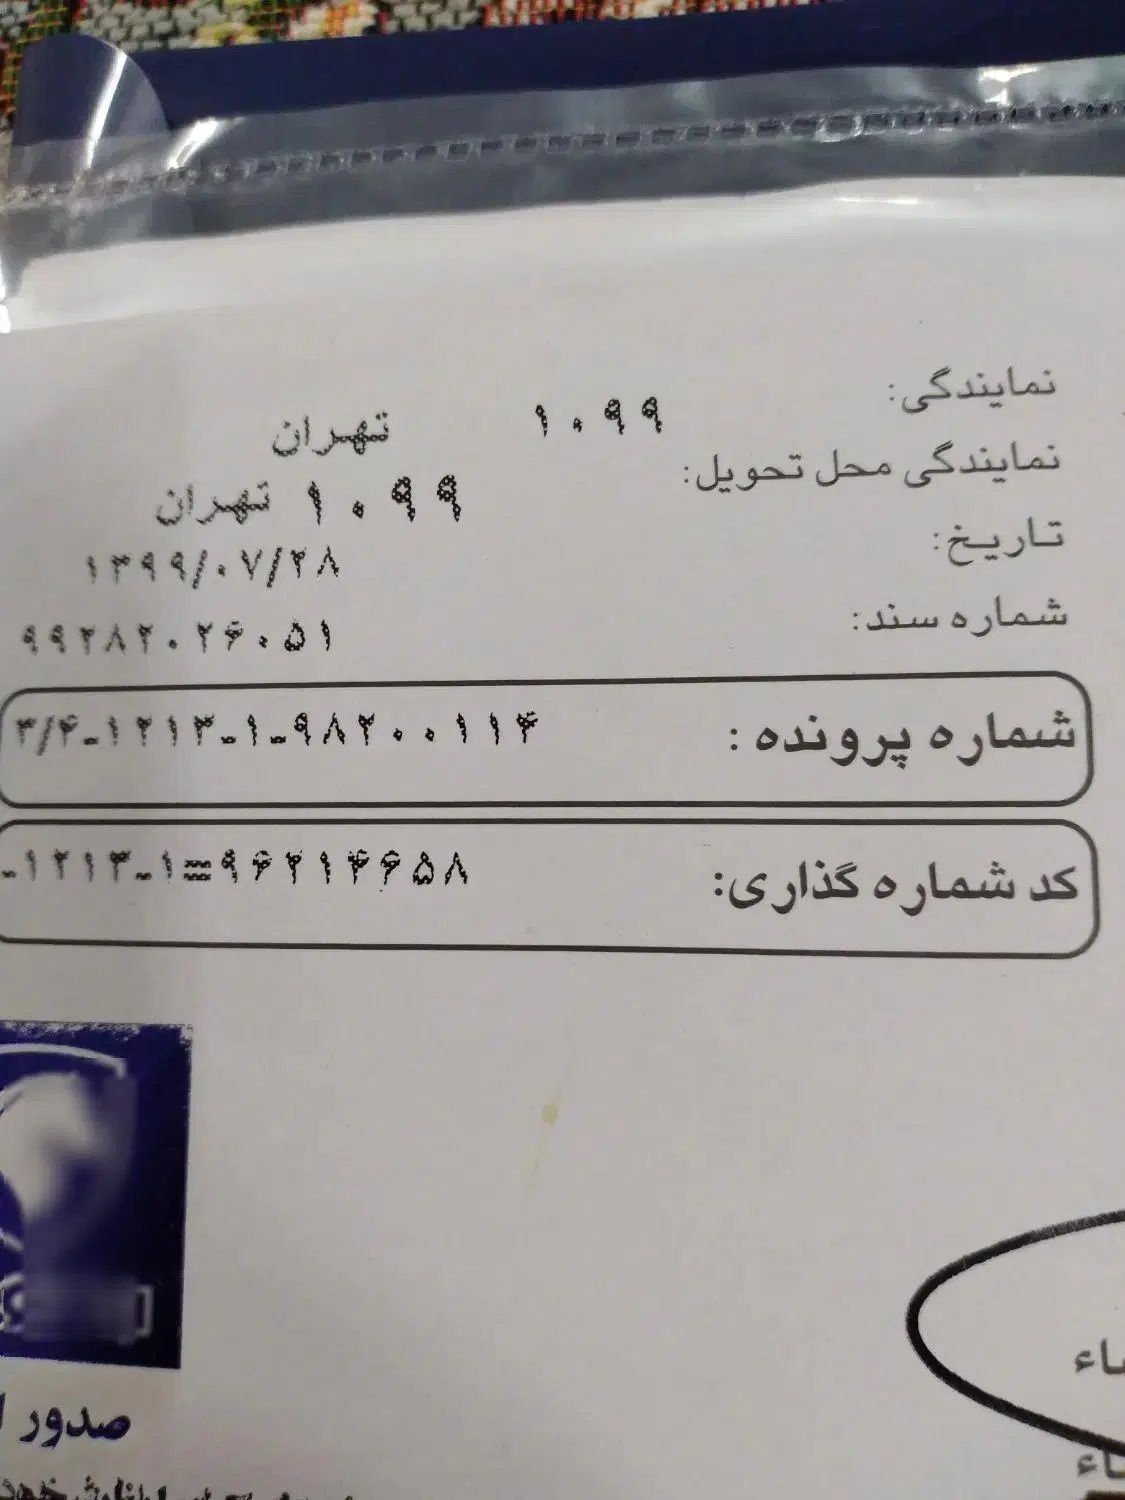 نمایندگی: ۱۰۹۹ تهران
نمایندگی محل تحویل: ۱۰۹۹ تهران
تاریخ: ۱۳۹۹/۰۷/۲۸
شماره سند: ۹۹۲۸۲۰۲۶۰۵۱
شماره پرونده : ۳/۴-۱۲۱۳-۱-۹۸۲۰۰۱۱۴
کد شماره گذاری: -۱۲۱۳-۱=۹۶۲۱۴۶۵۸
صدور